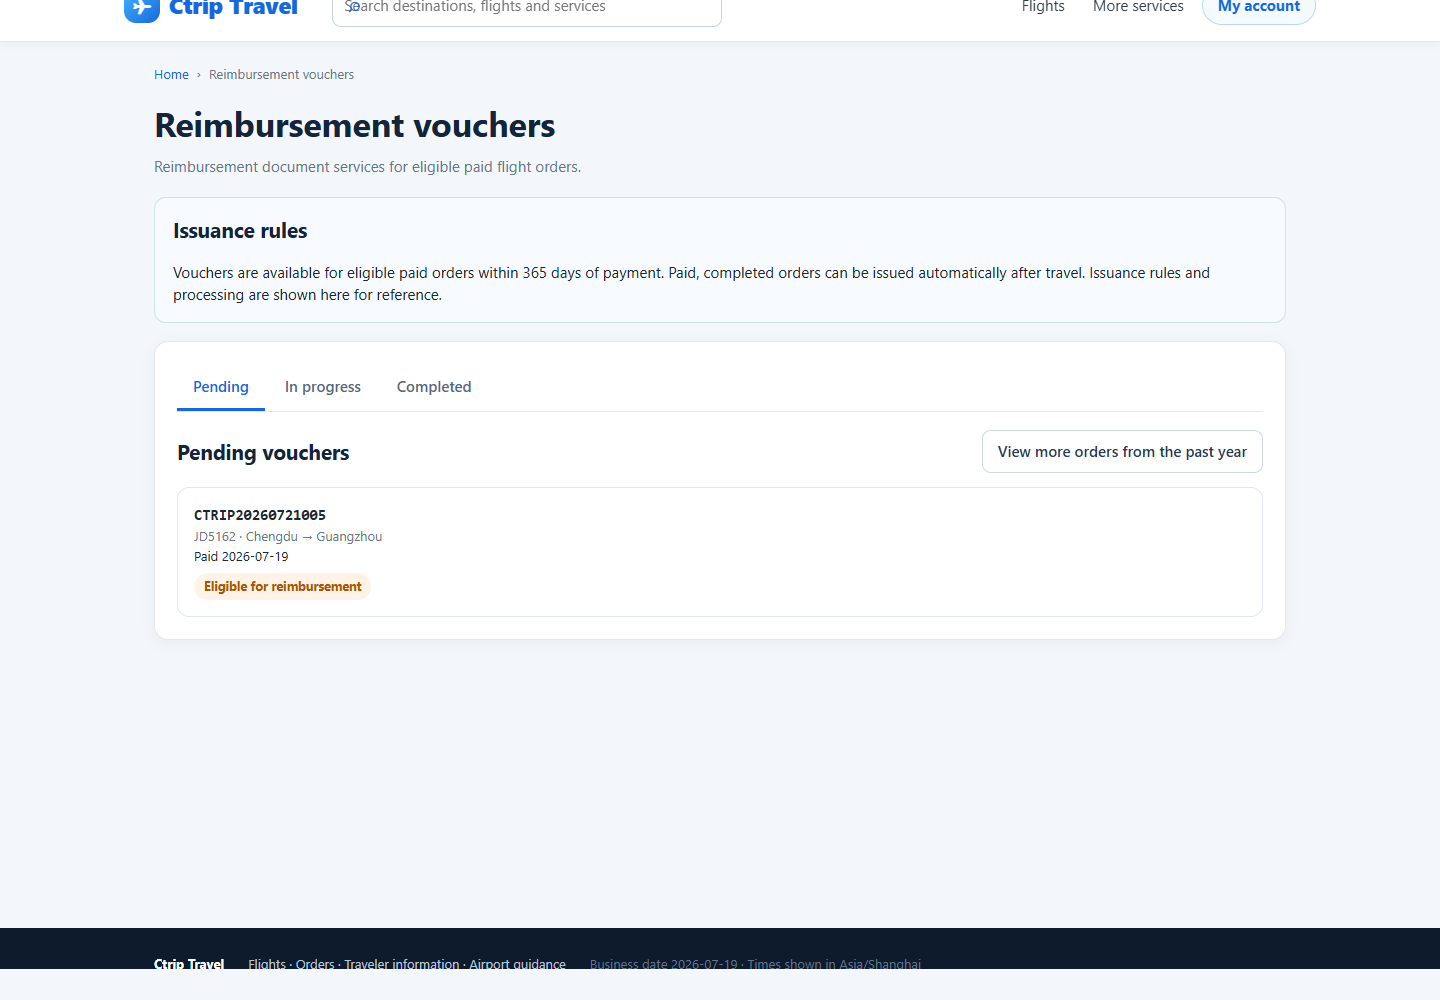 Ctrip Travel
Search destinations, flights and services
Flights
More services
My account
Home › Reimbursement vouchers
Reimbursement vouchers
Reimbursement document services for eligible paid flight orders.
Issuance rules
Vouchers are available for eligible paid orders within 365 days of payment. Paid, completed orders can be issued automatically after travel. Issuance rules and
processing are shown here for reference.
Pending
In progress
Completed
Pending vouchers
View more orders from the past year
CTRIP20260721005
JD5162 · Chengdu → Guangzhou
Paid 2026-07-19
Eligible for reimbursement
Ctrip Travel
Flights · Orders · Traveler information · Airport guidance
Business date 2026-07-19 · Times shown in Asia/Shanghai